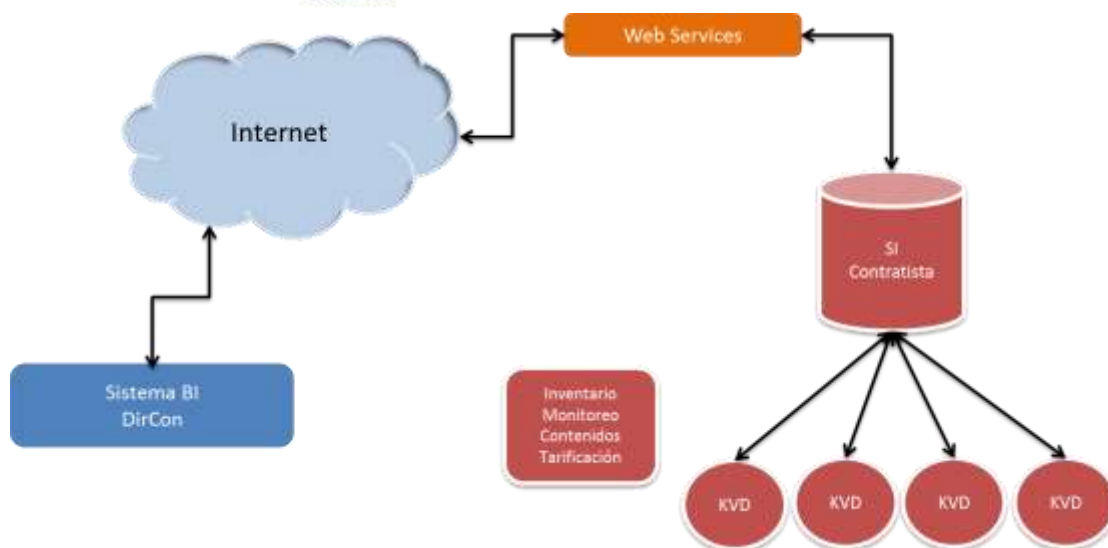 Web Services
Internet
SI
Contratista
Sistema BI
DirCon
Inventario
Monitoreo
Contenidos
Tarificación
KVD
KVD
KVD
KVD